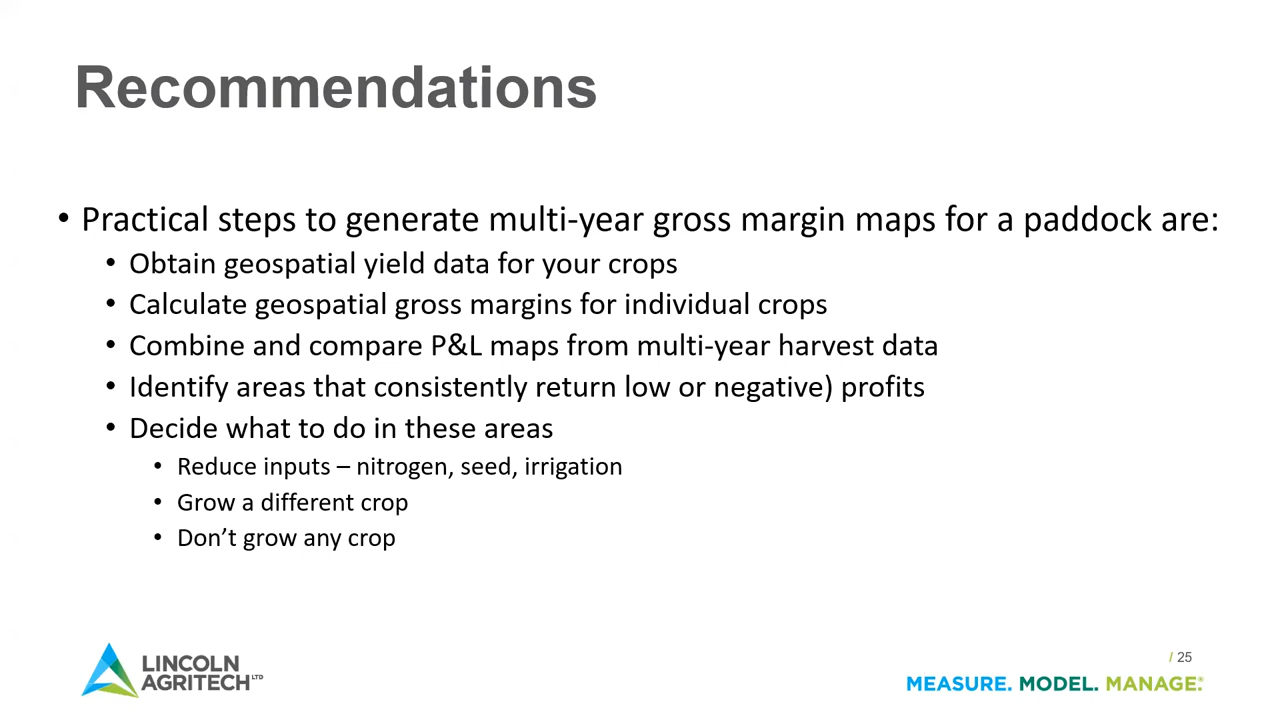 Recommendations
• Practical steps to generate multi-year gross margin maps for a paddock are:
• Obtain geospatial yield data for your crops
• Calculate geospatial gross margins for individual crops
• Combine and compare P&L maps from multi-year harvest data
• Identify areas that consistently return low or negative) profits
• Decide what to do in these areas
• Reduce inputs – nitrogen, seed, irrigation
• Grow a different crop
• Don’t grow any crop
LINCOLN
AGRITECH LTD
/ 25
MEASURE. MODEL. MANAGE.®